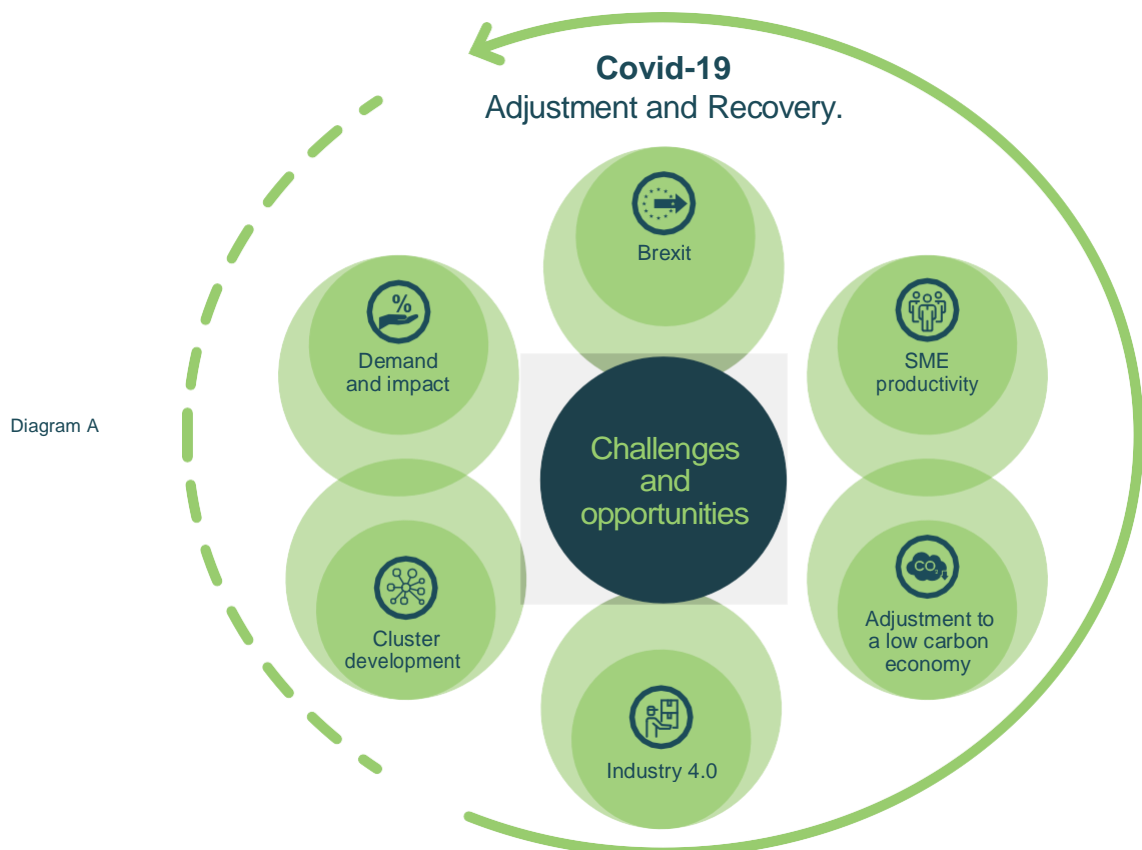 Covid-19
Adjustment and Recovery.
Brexit
%
Demand
and impact
SME
productivity
Diagram A
Challenges
and
opportunities
CO2
Cluster
development
Adjustment to
a low carbon
economy
Industry 4.0